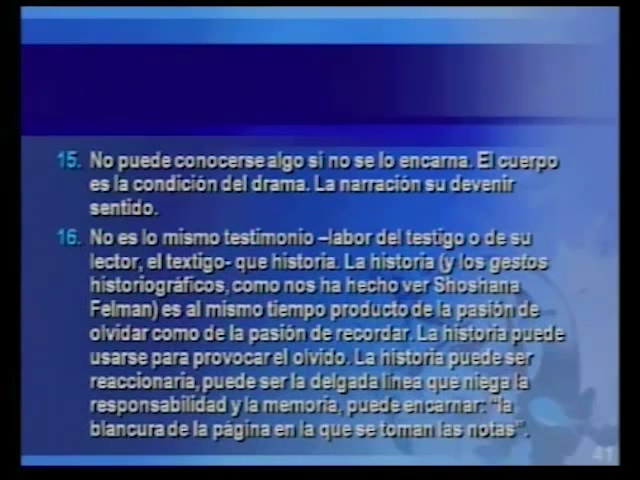 15. No puede conocerse algo si no se lo encarna. El cuerpo
es la condición del drama. La narración su devenir
sentido.
16. No es lo mismo testimonio –labor del testigo o de su
lector, el textigo- que historia. La historia (y los gestos
historiográficos, como nos ha hecho ver Shoshana
Felman) es al mismo tiempo producto de la pasión de
olvidar como de la pasión de recordar. La historia puede
usarse para provocar el olvido. La historia puede ser
reaccionaria, puede ser la delgada línea que niega la
responsabilidad y la memoria, puede encarnar: “la
blancura de la página en la que se toman las notas”.
41